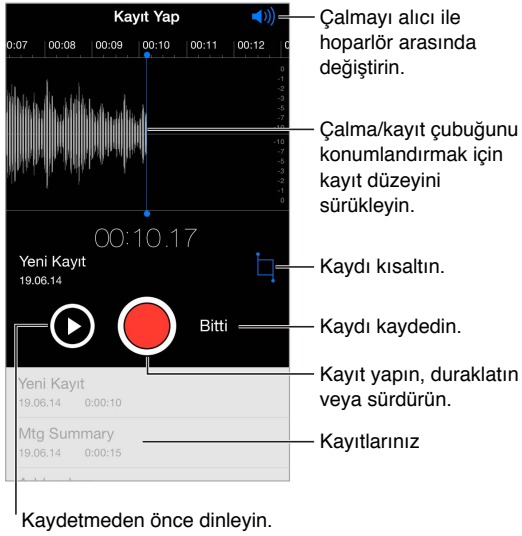 Kayıt Yap
Çalmayı alıcı ile
hoparlör arasında
değiştirin.
0:07 00:08 00:09 00:10 00:11 00:12 0
0
-1
-2
-3
-5
-7
-10
-10
-7
-5
-3
-2
-1
0
Çalma/kayıt çubuğunu
konumlandırmak için
kayıt düzeyini
sürükleyin.
00:10.17
Yeni Kayıt
19.06.14
Kaydı kısaltın.
Bitti
Kaydı kaydedin.
Kayıt yapın, duraklatın
veya sürdürün.
Yeni Kayıt
19.06.14 0:00:10
Mtg Summary
19.06.14 0:00:15
Kayıtlarınız
Kaydetmeden önce dinleyin.